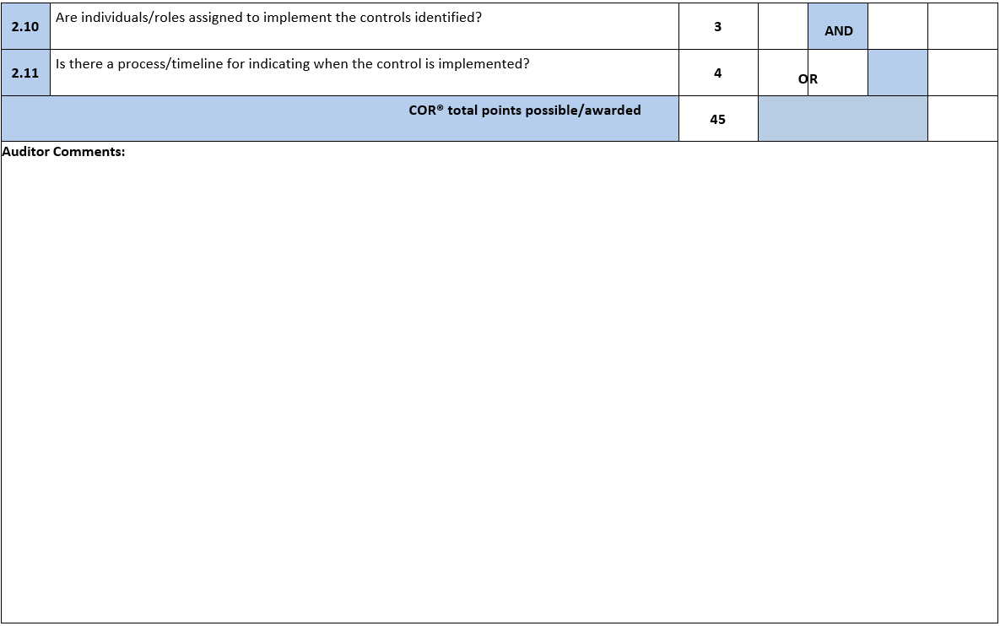 2.10 Are individuals/roles assigned to implement the controls identified? 3 AND
2.11 Is there a process/timeline for indicating when the control is implemented? 4 OR
COR® total points possible/awarded 45
Auditor Comments: